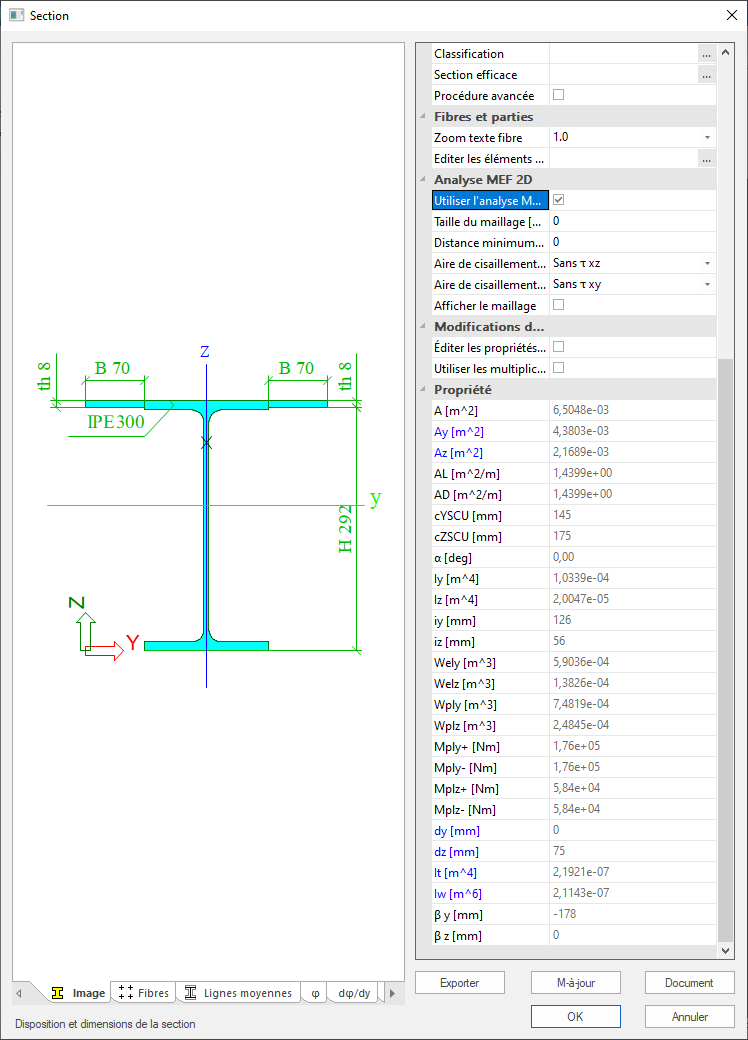 Section
z
th 8
B 70
B 70
th 8
IPE300
y
H 292
Z
Y
Image
Fibres
Lignes moyennes
φ
dφ/dy
Disposition et dimensions de la section
Classification ...
Section efficace ...
Procédure avancée
Fibres et parties
Zoom texte fibre 1.0
Editer les éléments ... ...
Analyse MEF 2D
Utiliser l'analyse M...
Taille du maillage [... 0
Distance minimum... 0
Aire de cisaillement... Sans τ xz
Aire de cisaillement... Sans τ xy
Afficher le maillage
Modifications d...
Éditer les propriétés...
Utiliser les multiplic...
Propriété
A [m^2] 6,5048e-03
Ay [m^2] 4,3803e-03
Az [m^2] 2,1689e-03
AL [m^2/m] 1,4399e+00
AD [m^2/m] 1,4399e+00
cYSCU [mm] 145
cZSCU [mm] 175
α [deg] 0,00
Iy [m^4] 1,0339e-04
Iz [m^4] 2,0047e-05
iy [mm] 126
iz [mm] 56
Wely [m^3] 5,9036e-04
Welz [m^3] 1,3826e-04
Wply [m^3] 7,4819e-04
Wplz [m^3] 2,4845e-04
Mply+ [Nm] 1,76e+05
Mply- [Nm] 1,76e+05
Mplz+ [Nm] 5,84e+04
Mplz- [Nm] 5,84e+04
dy [mm] 0
dz [mm] 75
It [m^4] 2,1921e-07
Iw [m^6] 2,1143e-07
β y [mm] -178
β z [mm] 0
Exporter
M-à-jour
Document
OK
Annuler